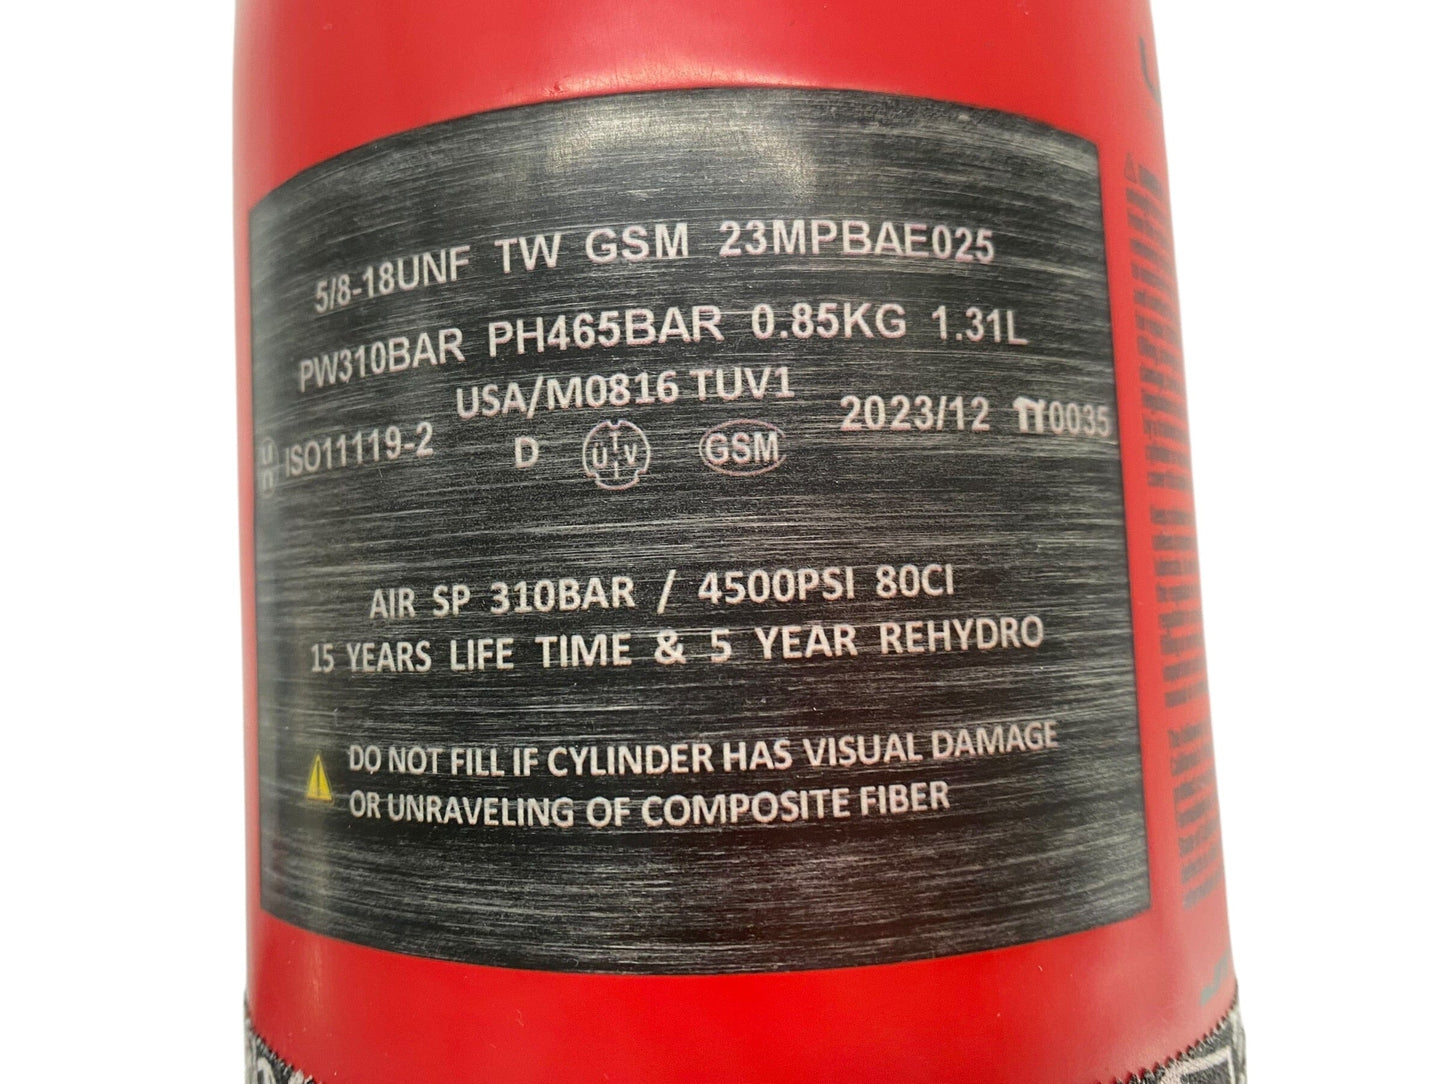 5/8-18UNF TW GSM 23MPBAE025
PW310BAR PH465BAR 0.85KG 1.31L
USA/M0816 TUV1
ISO11119-2 D TÜV GSM 2023/12 π0035
AIR SP 310BAR / 4500PSI 80CI
15 YEARS LIFE TIME & 5 YEAR REHYDRO
DO NOT FILL IF CYLINDER HAS VISUAL DAMAGE
OR UNRAVELING OF COMPOSITE FIBER